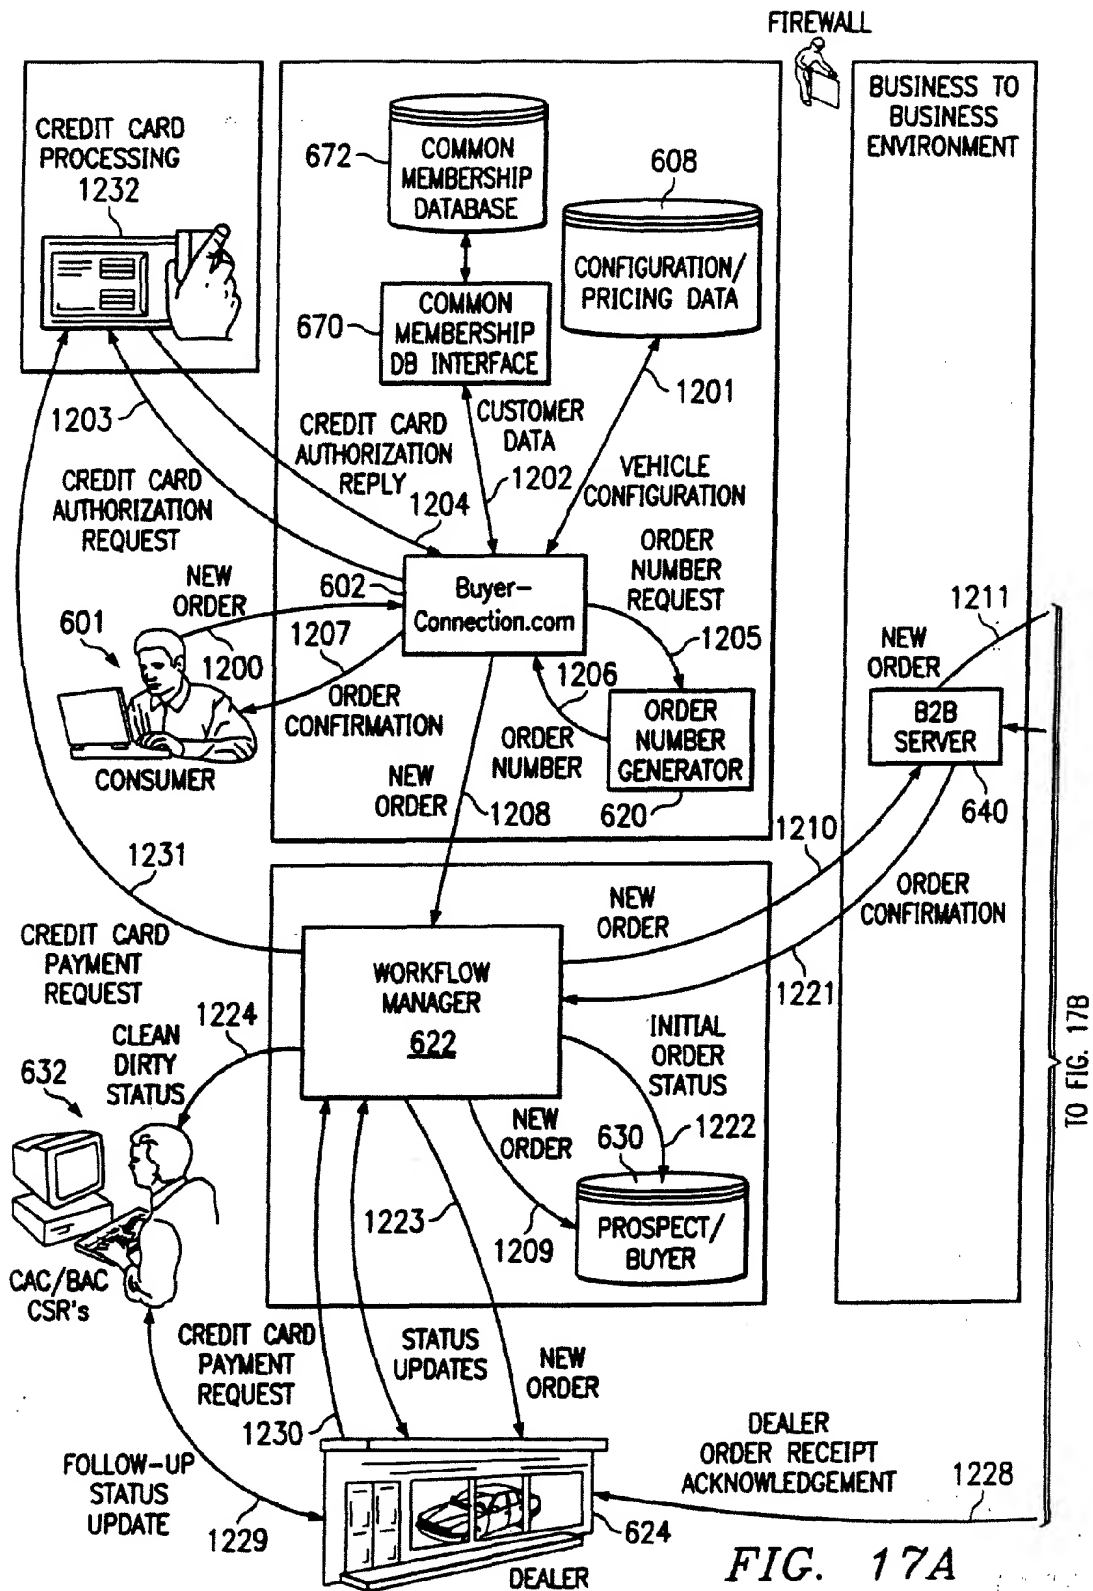 FIREWALL
CREDIT CARD
PROCESSING
1232
672
COMMON
MEMBERSHIP
DATABASE
608
CONFIGURATION/
PRICING DATA
BUSINESS TO
BUSINESS
ENVIRONMENT
670
COMMON
MEMBERSHIP
DB INTERFACE
1201
1203
CREDIT CARD
AUTHORIZATION
REPLY
1204
CUSTOMER
DATA
1202
VEHICLE
CONFIGURATION
CREDIT CARD
AUTHORIZATION
REQUEST
ORDER
NUMBER
REQUEST
1205
602
Buyer-
Connection.com
NEW
ORDER
1200
601
1207
ORDER
CONFIRMATION
CONSUMER
1206
ORDER
NUMBER
ORDER
NUMBER
GENERATOR
620
1211
NEW
ORDER
B2B
SERVER
640
NEW
ORDER
1208
1210
1231
NEW
ORDER
ORDER
CONFIRMATION
1221
CREDIT CARD
PAYMENT
REQUEST
WORKFLOW
MANAGER
622
1224
CLEAN
DIRTY
STATUS
632
INITIAL
ORDER
STATUS
1222
NEW
ORDER
630
PROSPECT/
BUYER
1223
1209
TO FIG. 17B
CAC/BAC
CSR's
CREDIT CARD
PAYMENT
REQUEST
1230
STATUS
UPDATES
NEW
ORDER
DEALER
ORDER RECEIPT
ACKNOWLEDGEMENT
1228
FOLLOW-UP
STATUS
UPDATE
1229
624
DEALER
FIG. 17A